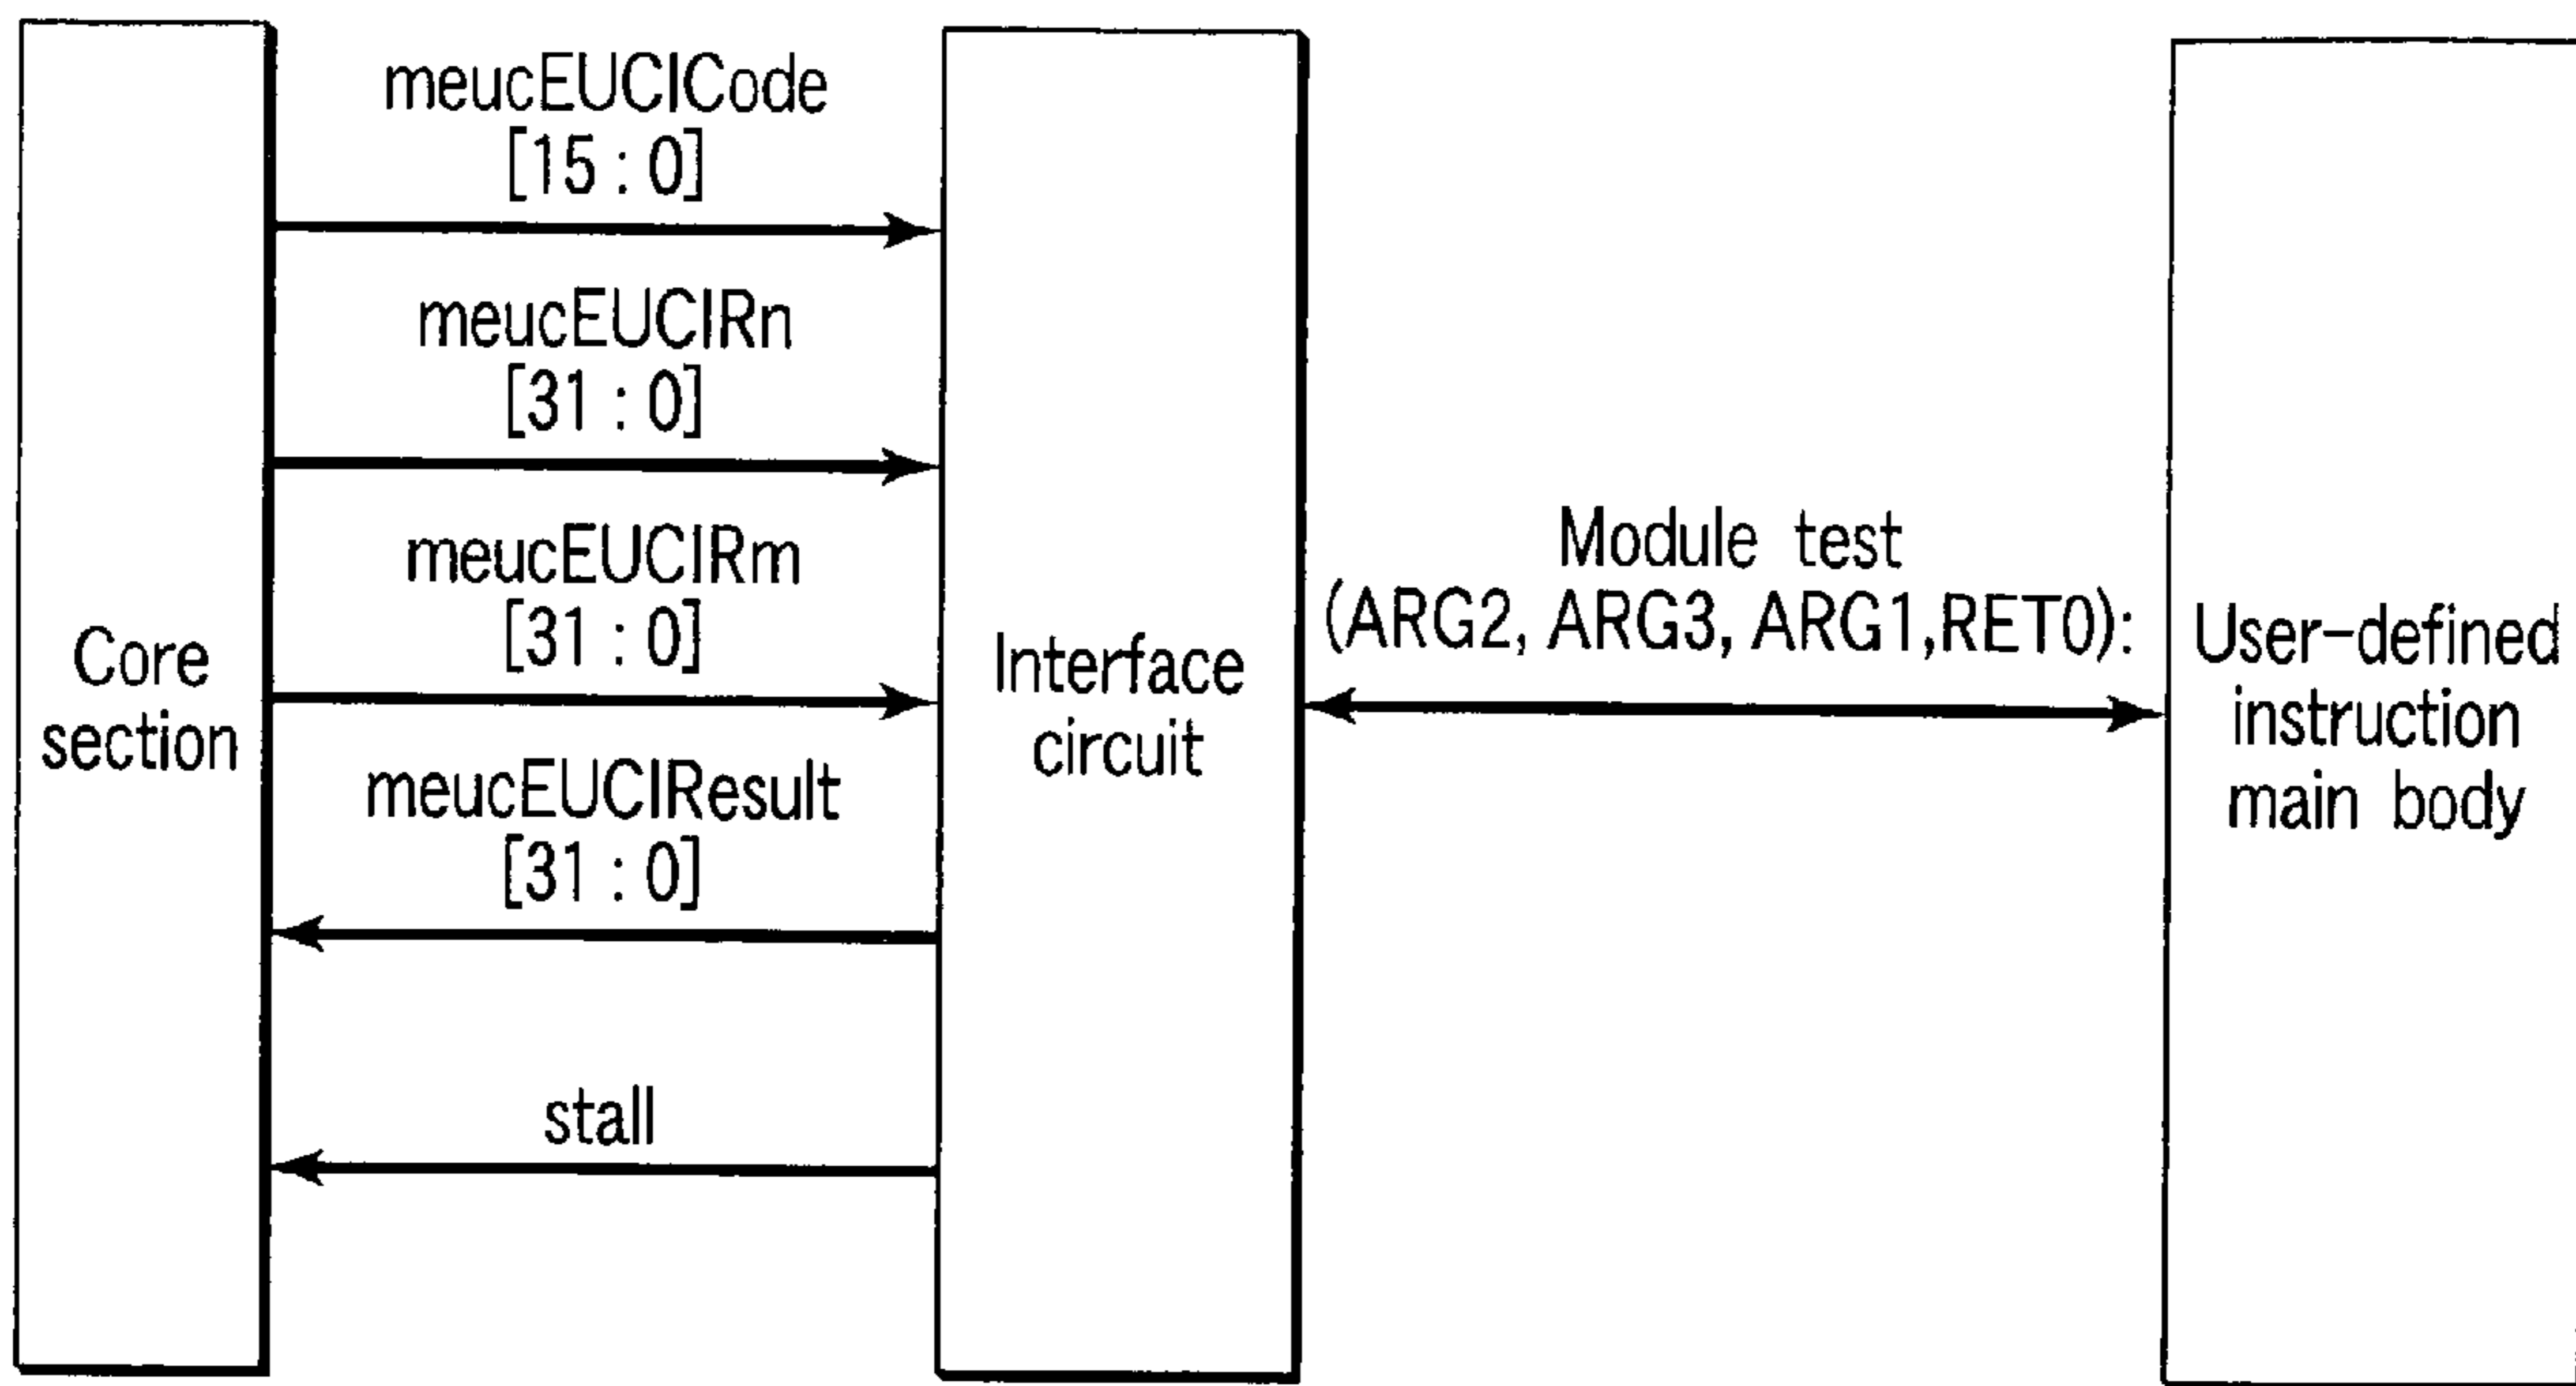 Core
section
meucEUCICode
[15 : 0]
meucEUCIRn
[31 : 0]
meucEUCIRm
[31 : 0]
meucEUCIResult
[31 : 0]
stall
Interface
circuit
Module test
(ARG2, ARG3, ARG1,RET0):
User-defined
instruction
main body